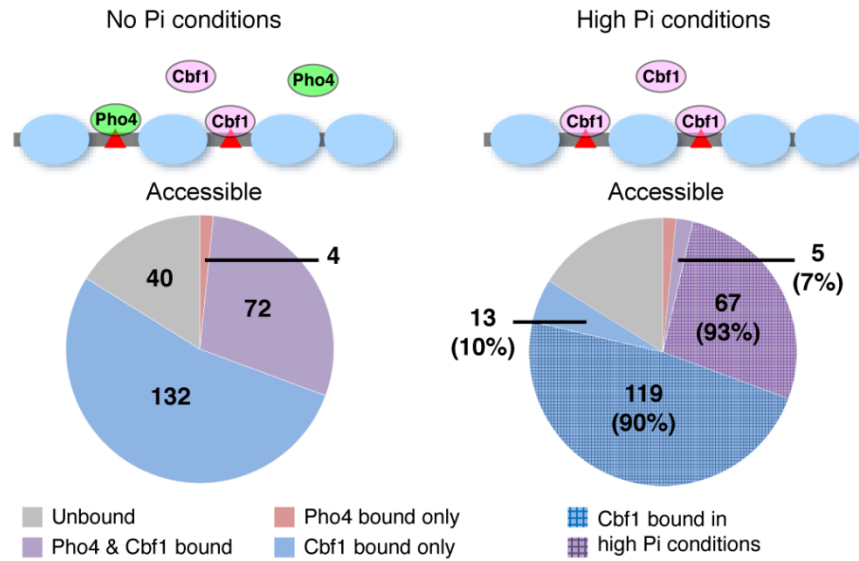 No Pi conditions
Cbf1
Pho4
Pho4
Cbf1
Accessible
4
40
72
132
High Pi conditions
Cbf1
Cbf1
Cbf1
Accessible
5
(7%)
67
(93%)
13
(10%)
119
(90%)
Unbound
Pho4 bound only
Cbf1 bound in
Pho4 & Cbf1 bound
Cbf1 bound only
high Pi conditions